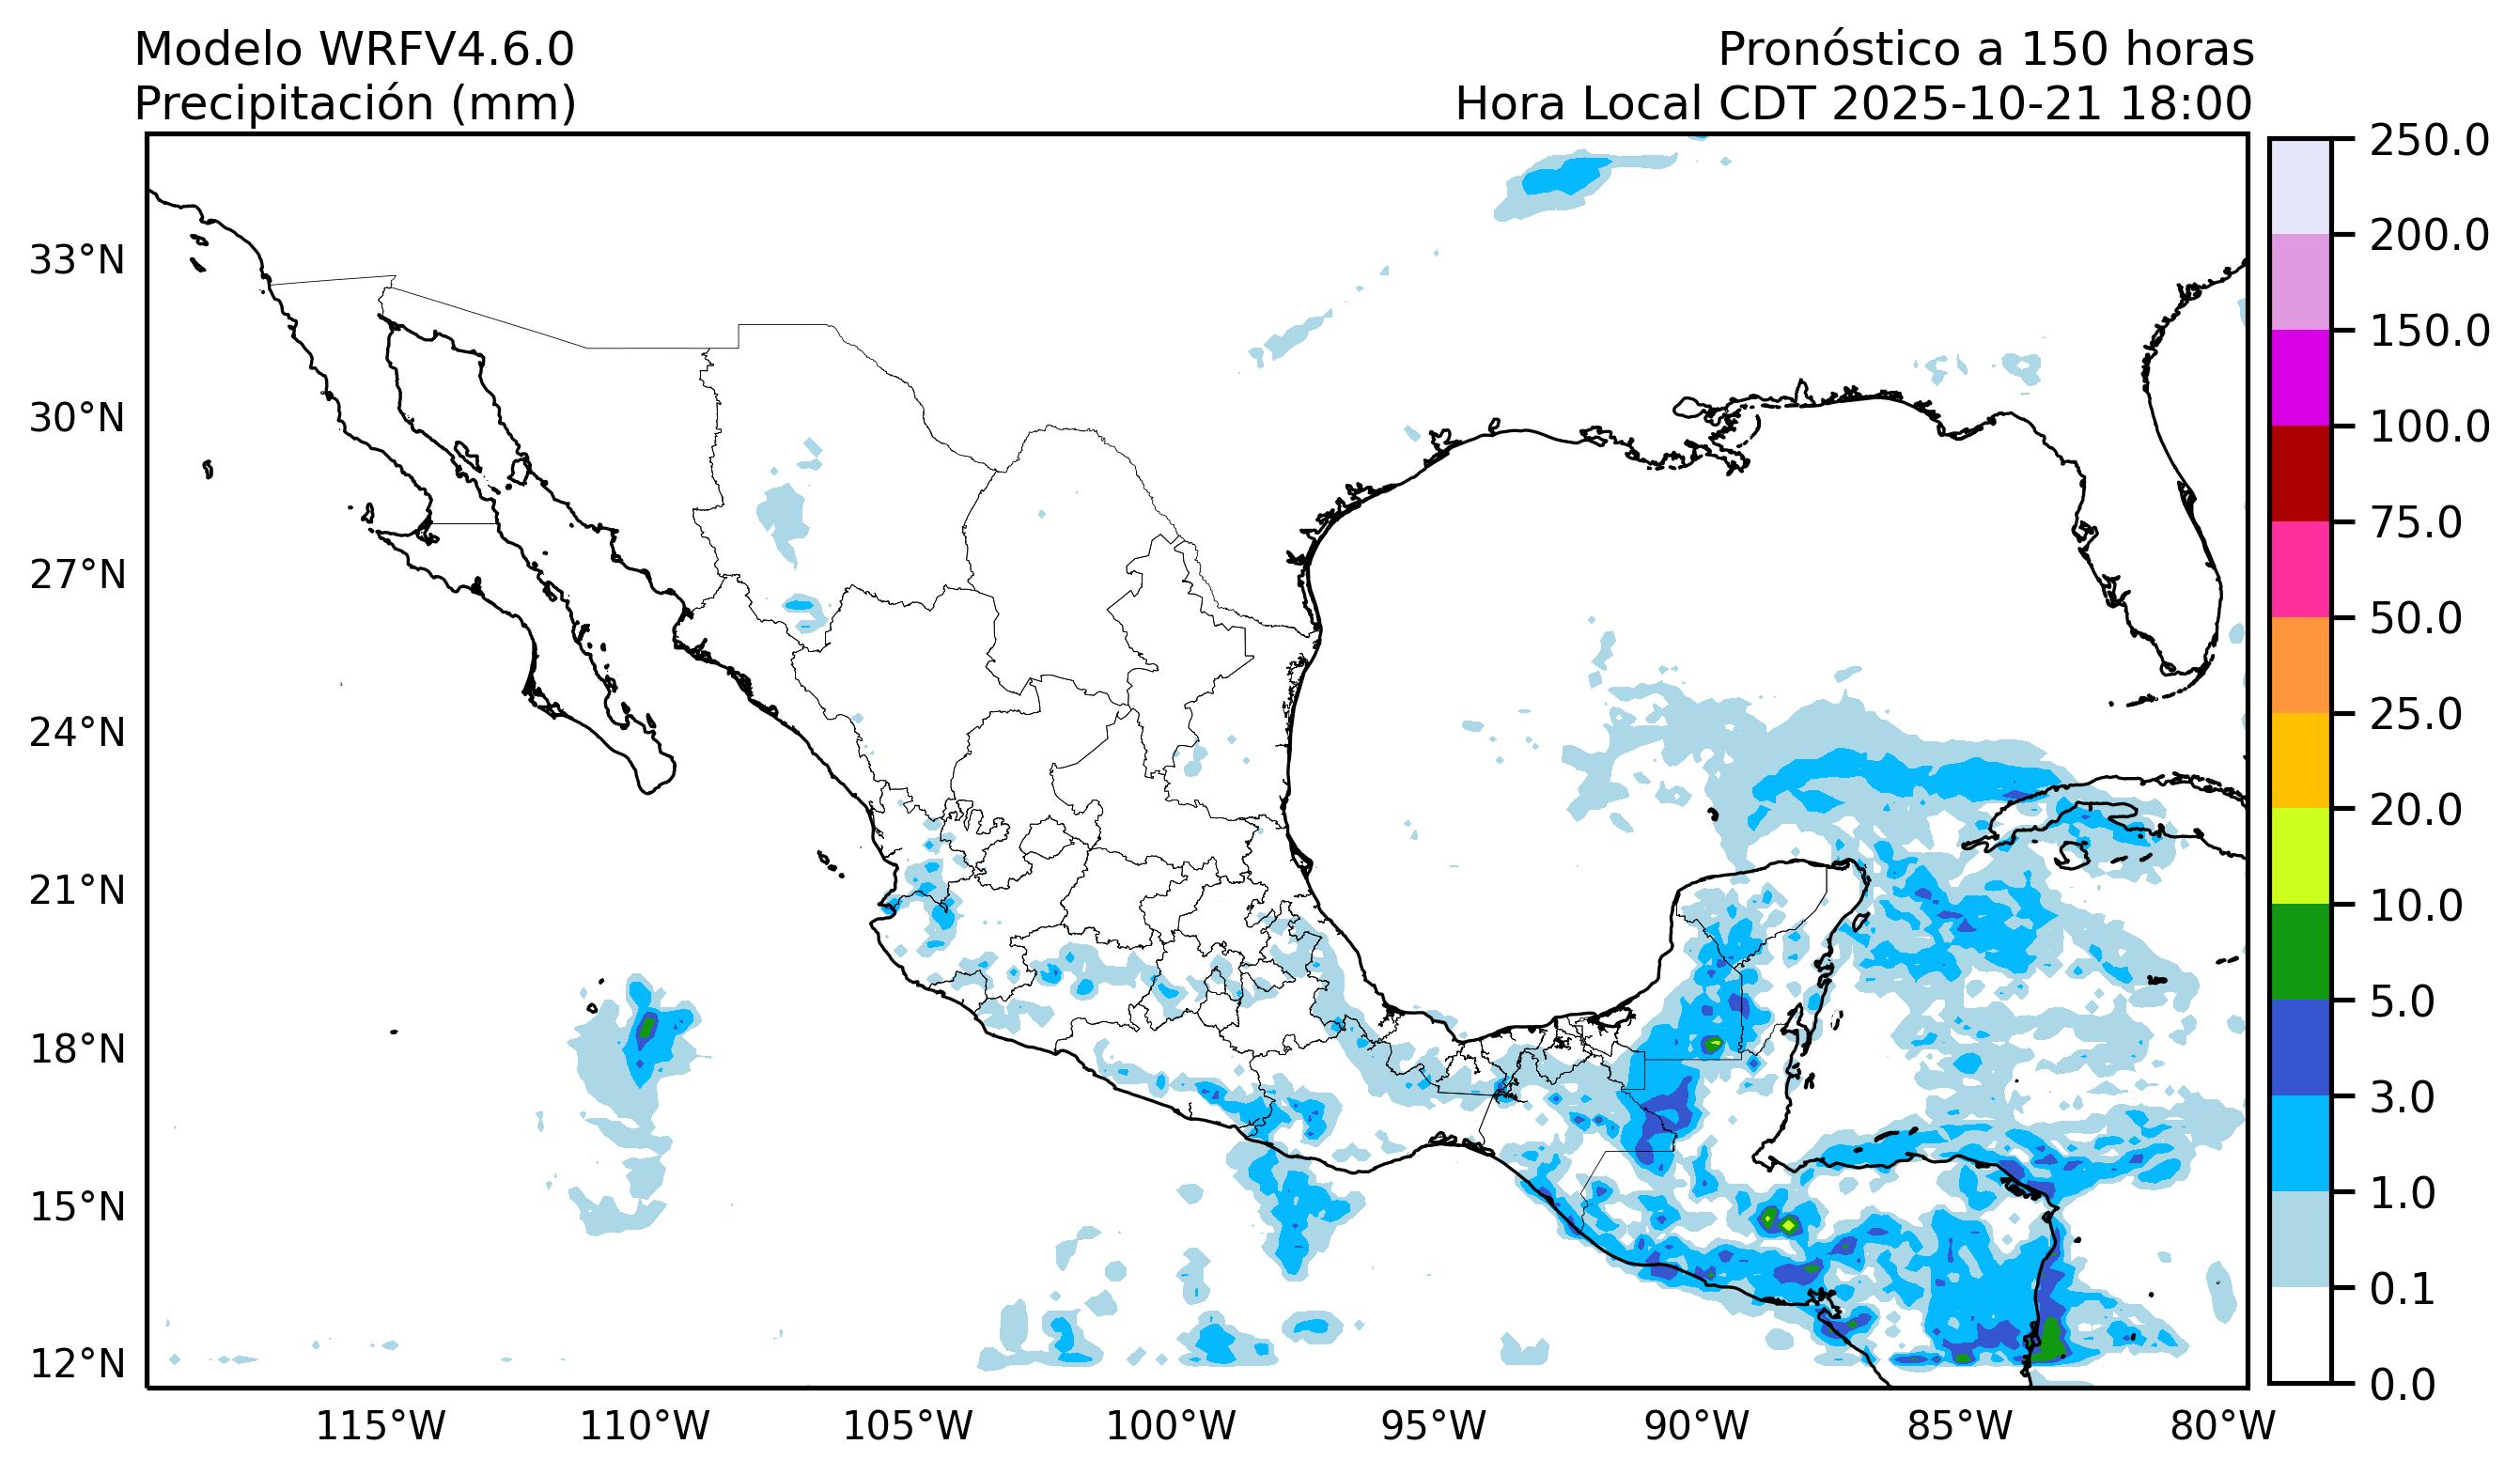 Modelo WRFV4.6.0
Precipitación (mm)
Pronóstico a 150 horas
Hora Local CDT 2025-10-21 18:00
33°N
30°N
27°N
24°N
21°N
18°N
15°N
12°N
115°W
110°W
105°W
100°W
95°W
90°W
85°W
80°W
250.0
200.0
150.0
100.0
75.0
50.0
25.0
20.0
10.0
5.0
3.0
1.0
0.1
0.0